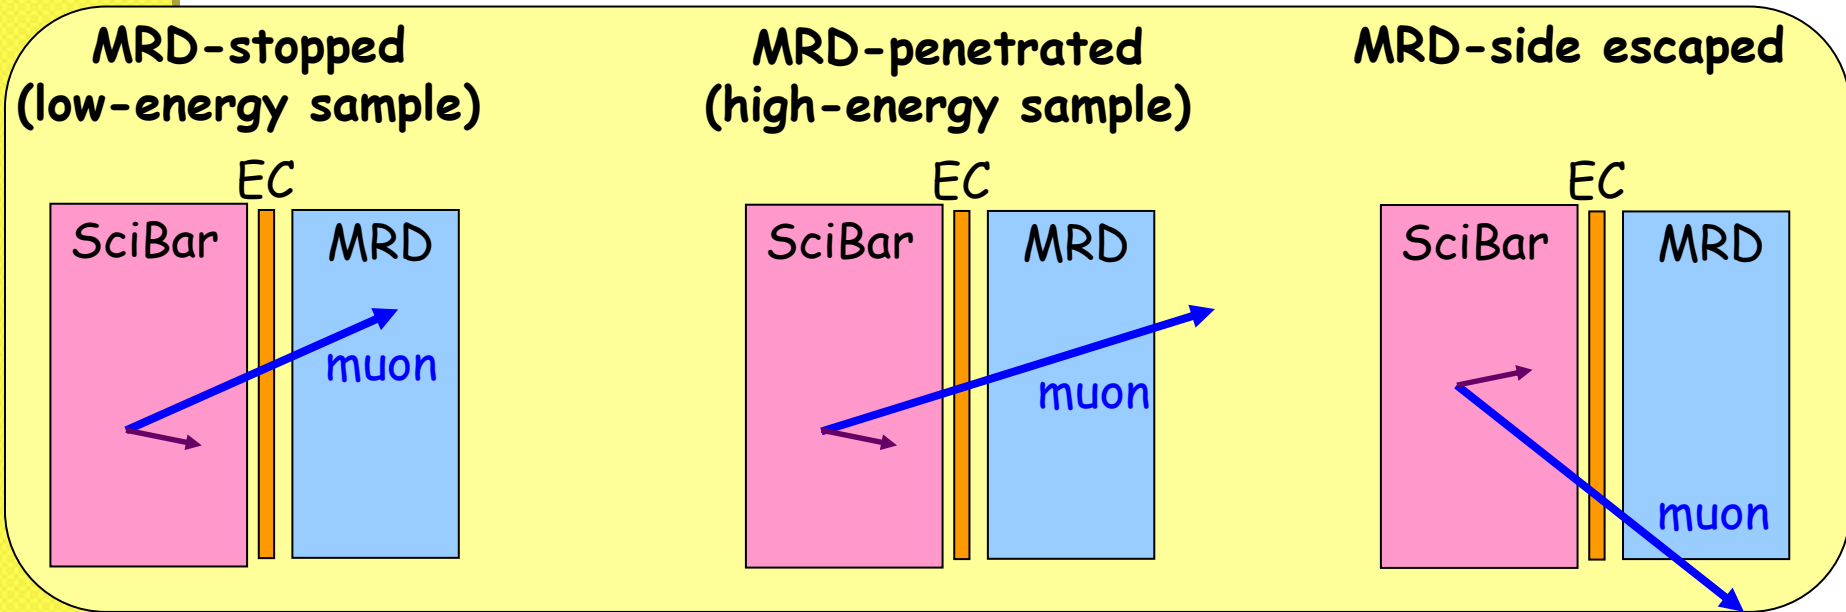 MRD-stopped
(low-energy sample)
EC
SciBar
MRD
muon
MRD-penetrated
(high-energy sample)
EC
SciBar
MRD
muon
MRD-side escaped
EC
SciBar
MRD
muon